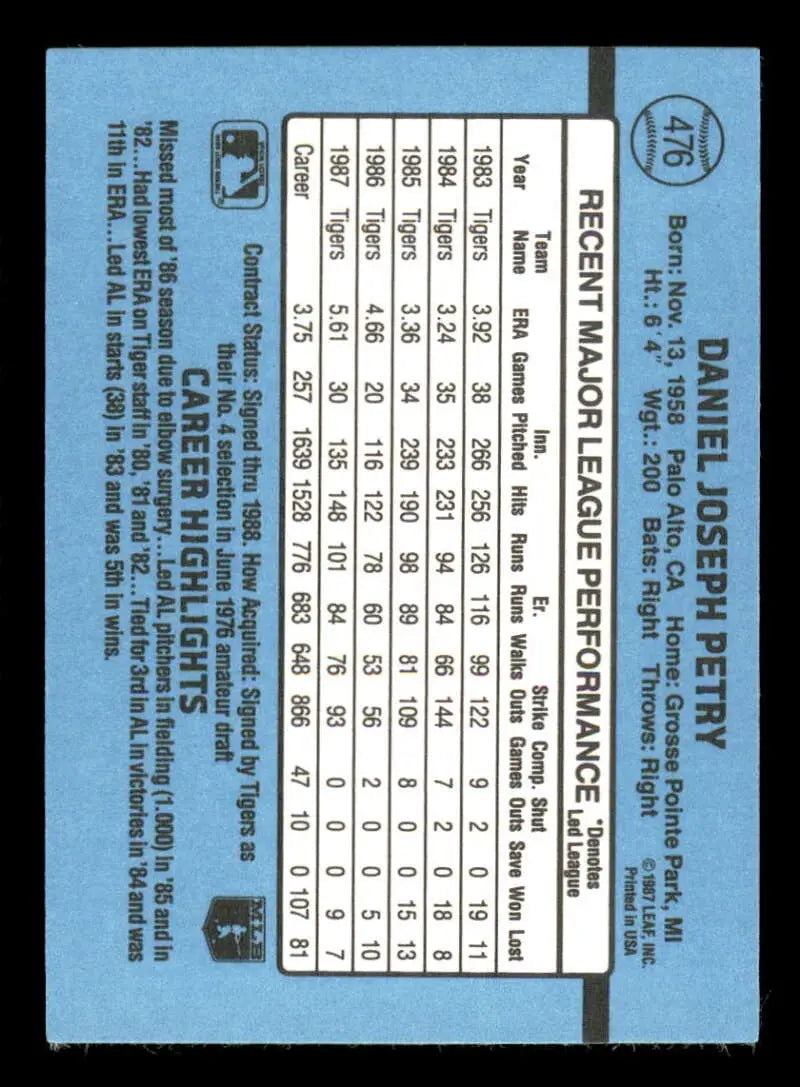 476
DANIEL JOSEPH PETRY
Born: Nov. 13, 1958 Palo Alto, CA Home: Grosse Pointe Park, MI
Ht.: 6'4" Wgt.: 200 Bats: Right Throws: Right
©1987 LEAF, INC.
Printed in USA
RECENT MAJOR LEAGUE PERFORMANCE
*Denotes
Led League
Team Inn. Er. Strike Comp. Shut
Year Name ERA Games Pitched Hits Runs Runs Walks Outs Games Outs Save Won Lost
1983 Tigers 3.92 38 266 256 126 116 99 122 9 2 0 19 11
1984 Tigers 3.24 35 233 231 94 84 66 144 7 2 0 18 8
1985 Tigers 3.36 34 239 190 98 89 81 109 8 0 0 15 13
1986 Tigers 4.66 20 116 122 78 60 53 56 2 0 0 5 10
1987 Tigers 5.61 30 135 148 101 84 76 93 0 0 0 9 7
Career 3.75 257 1639 1528 776 683 648 866 47 10 0 107 81
Contract Status: Signed thru 1988. How Acquired: Signed by Tigers as
their No. 4 selection in June 1976 amateur draft
MLB
CAREER HIGHLIGHTS
Missed most of '86 season due to elbow surgery...Led AL pitchers in fielding (1.000) in '85 and in
'82...Had lowest ERA on Tiger staff in '80, '81 and '82...Tied for 3rd in AL in victories in '84 and was
11th in ERA...Led AL in starts (38) in '83 and was 5th in wins.